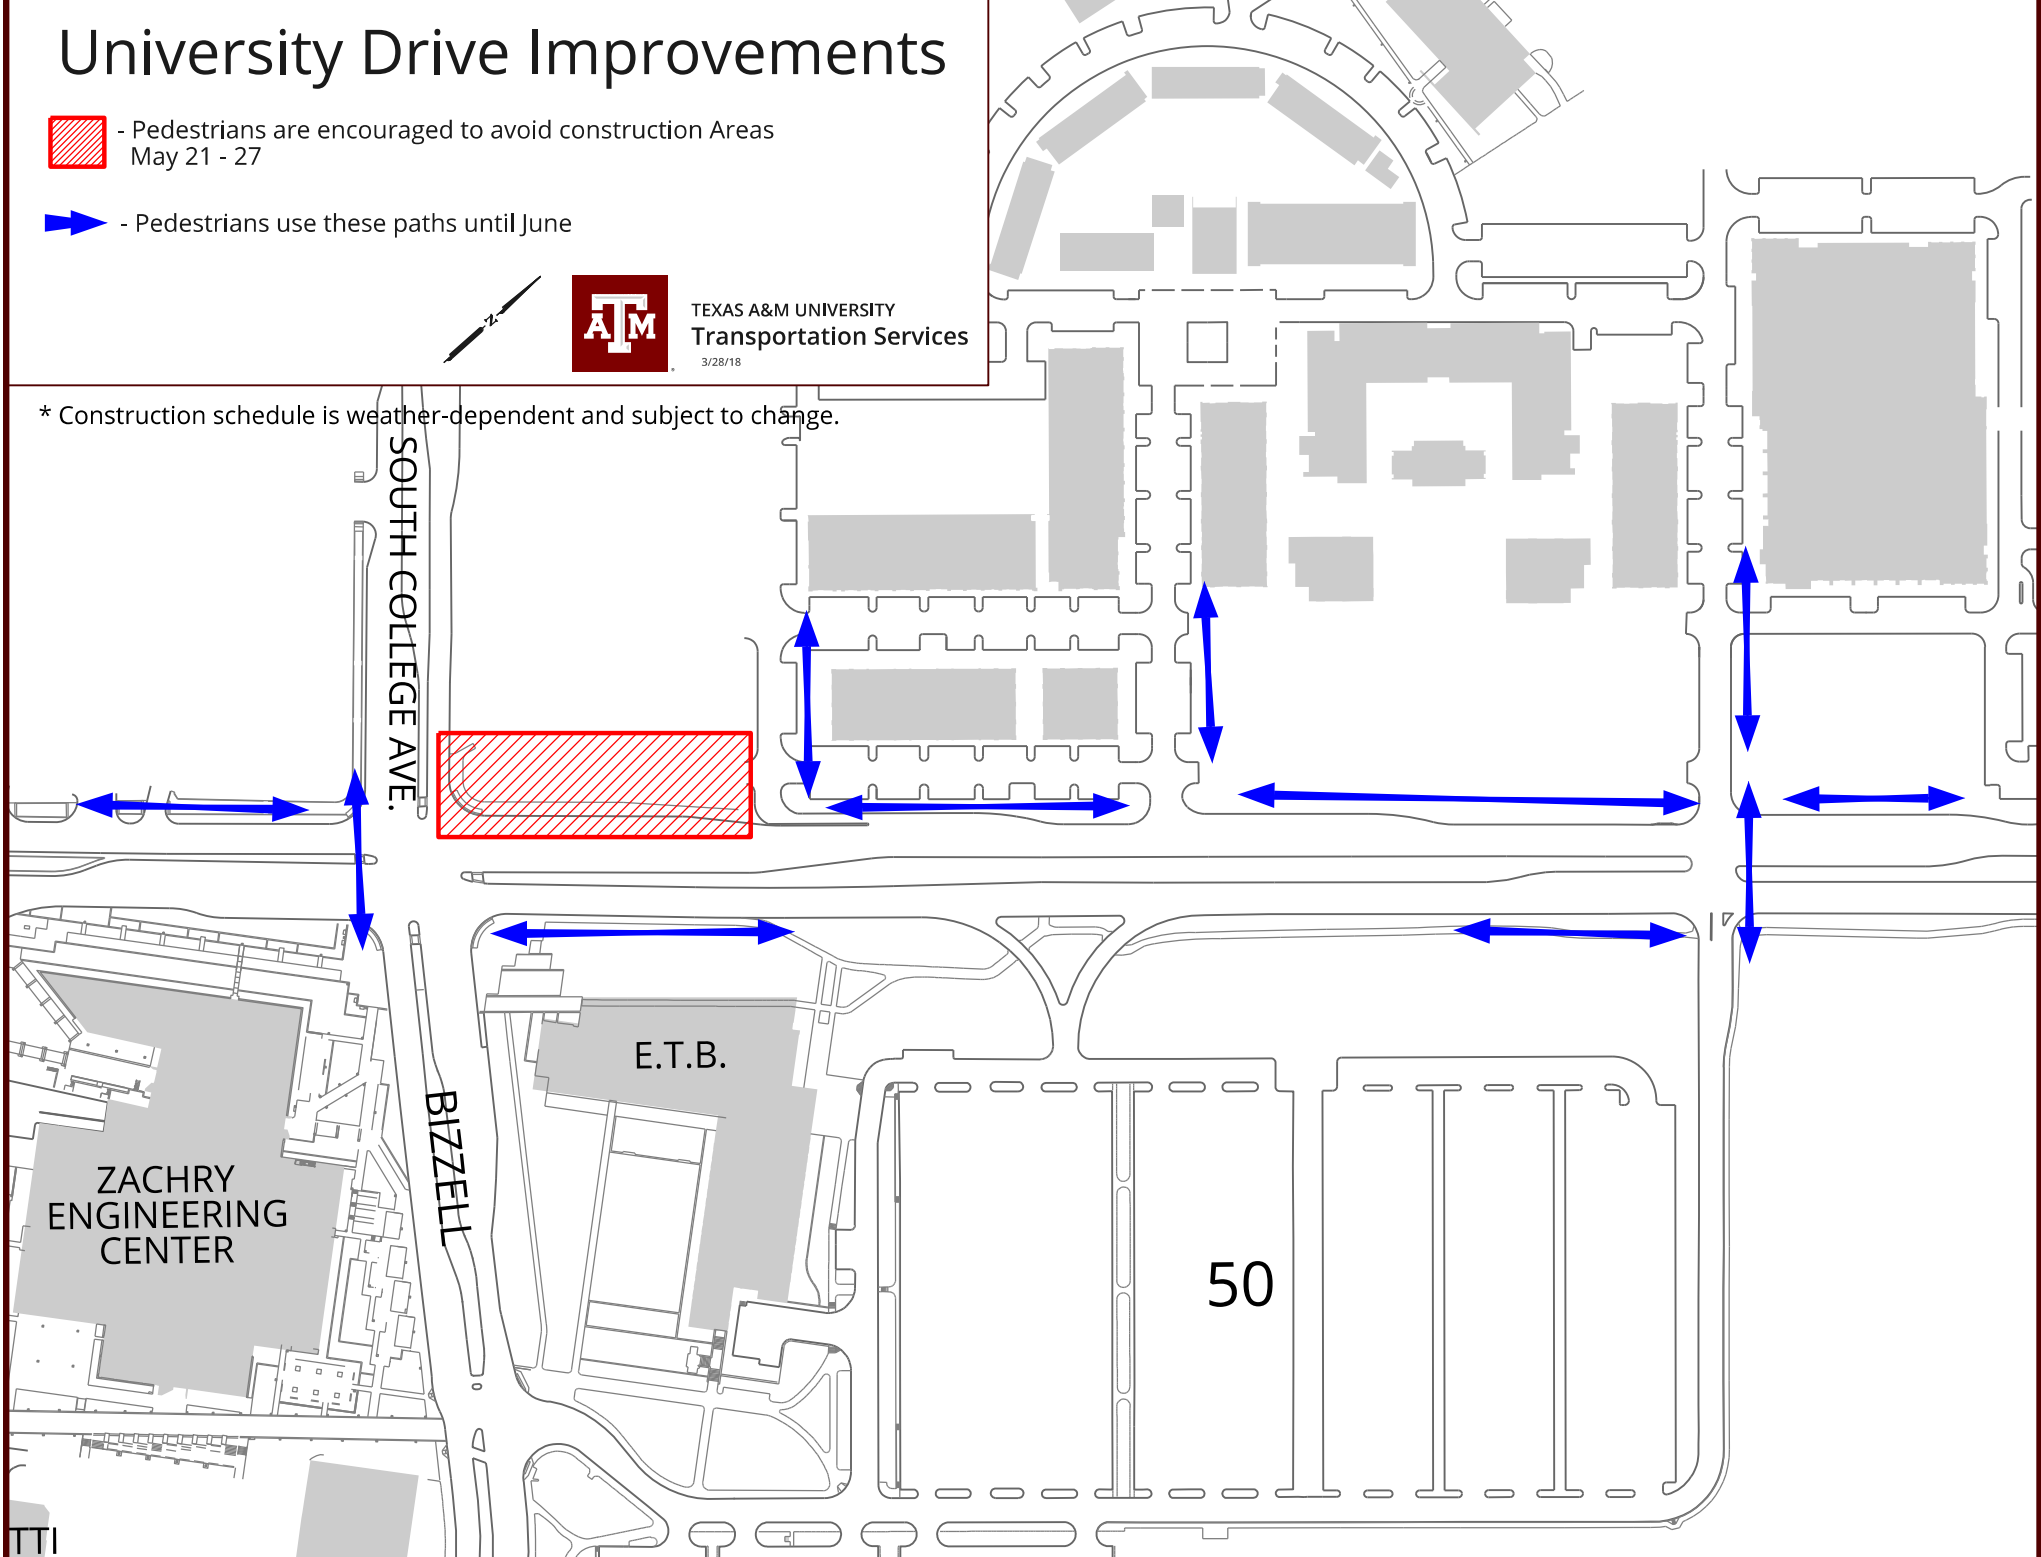 University Drive Improvements
- Pedestrians are encouraged to avoid construction Areas
May 21 - 27
- Pedestrians use these paths until June
N
ATM
TEXAS A&M UNIVERSITY
Transportation Services
3/28/18
* Construction schedule is weather-dependent and subject to change.
SOUTH COLLEGE AVE.
E.T.B.
BIZZELL
ZACHRY
ENGINEERING
CENTER
50
TTI